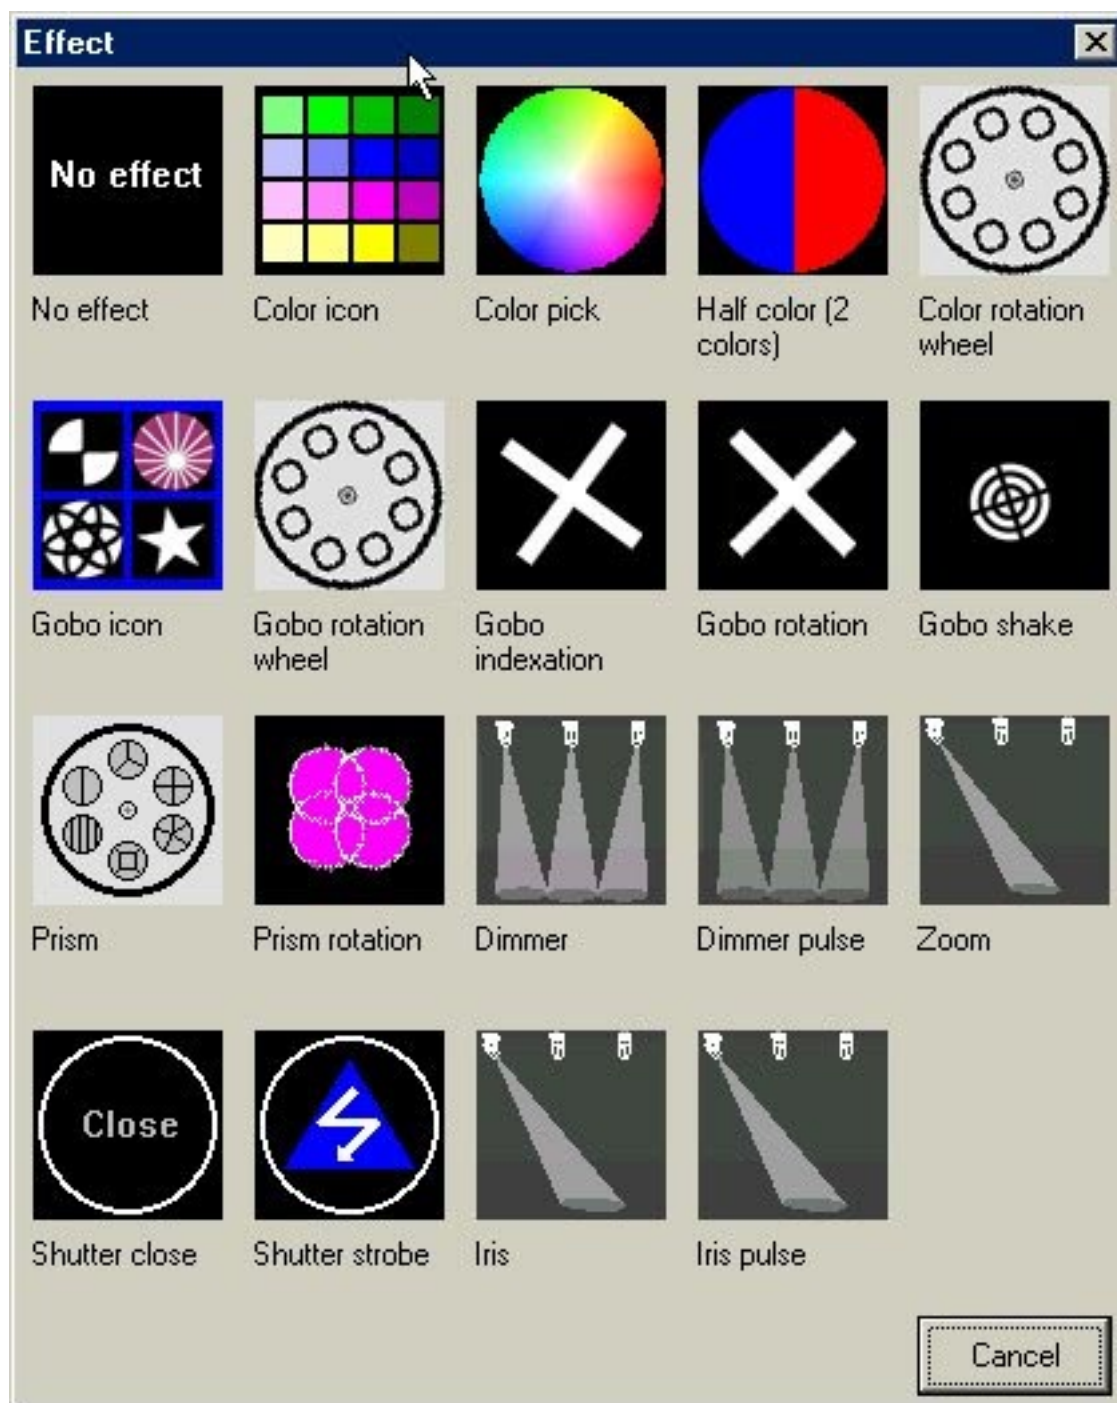 Effect
No effect
No effect
Color icon
Color pick
Half color (2
colors)
Color rotation
wheel
Gobo icon
Gobo rotation
wheel
Gobo
indexation
Gobo rotation
Gobo shake
Prism
Prism rotation
Dimmer
Dimmer pulse
Zoom
Close
Shutter close
Shutter strobe
Iris
Iris pulse
Cancel